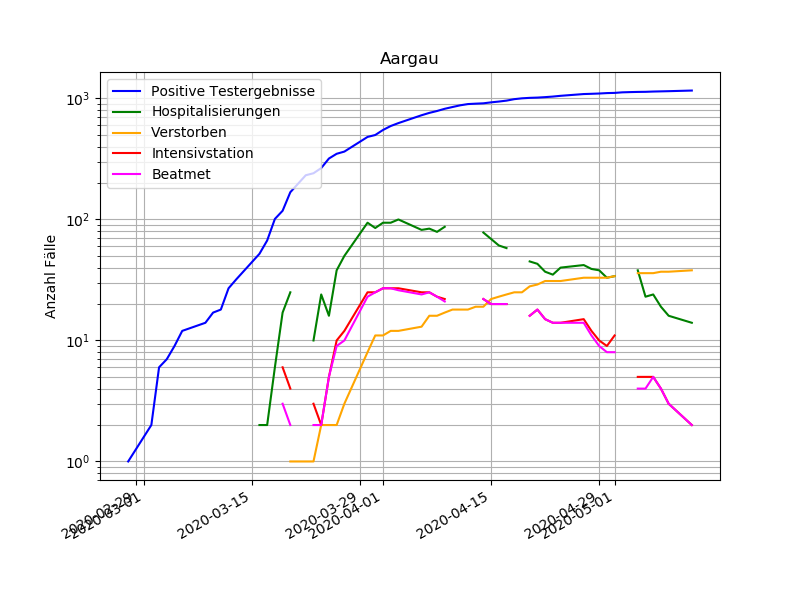 Aargau
Positive Testergebnisse
Hospitalisierungen
Verstorben
Intensivstation
Beatmet
Anzahl Fälle
10³
10²
10¹
10⁰
2020-03-01
2020-03-15
2020-03-29
2020-04-01
2020-04-15
2020-04-29
2020-05-01